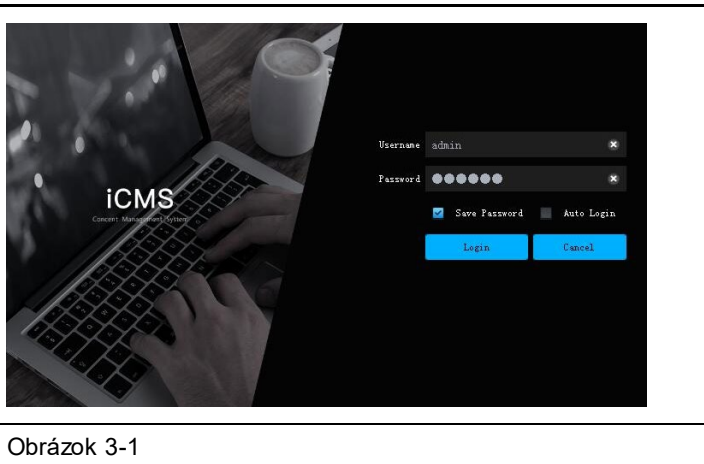 iCMS
Concent Management System
Username admin
Password ●●●●●●
Save Password Auto Login
Login Cancel
Obrázok 3-1